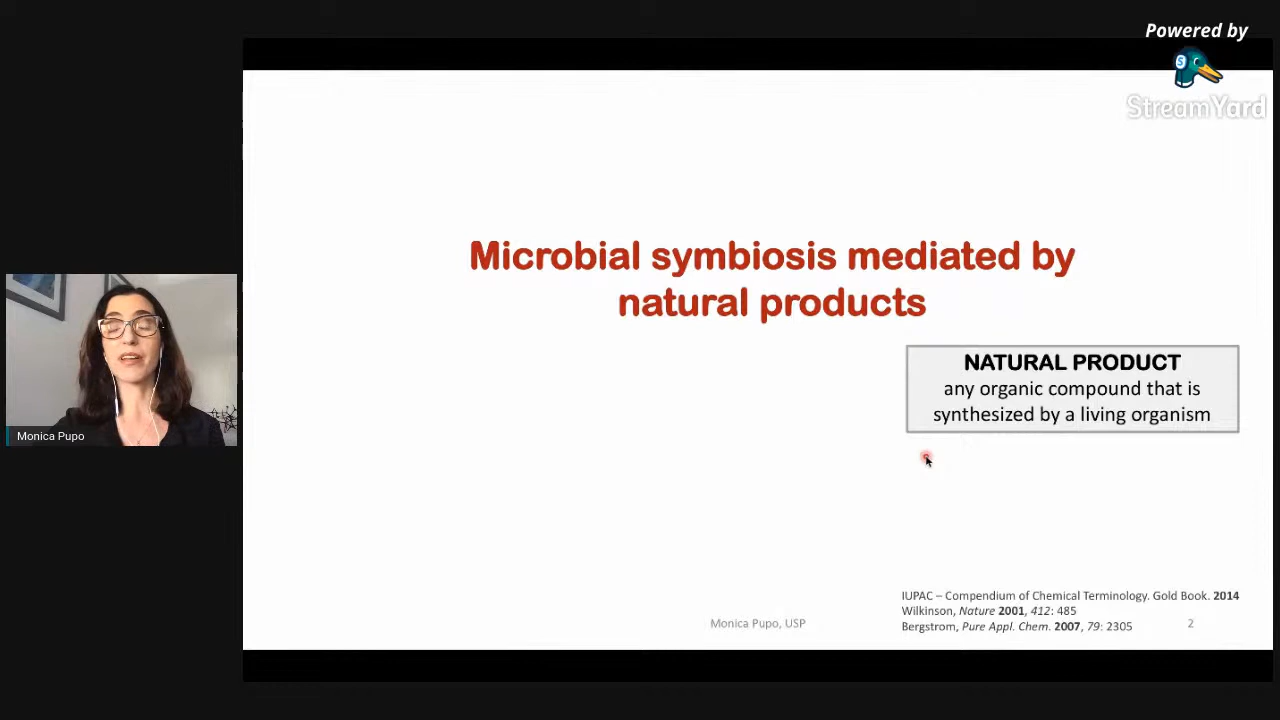 Powered by
StreamYard
Microbial symbiosis mediated by
natural products
NATURAL PRODUCT
any organic compound that is
synthesized by a living organism
Monica Pupo
IUPAC – Compendium of Chemical Terminology. Gold Book. 2014
Wilkinson, Nature 2001, 412: 485
Bergstrom, Pure Appl. Chem. 2007, 79: 2305
Monica Pupo, USP
2